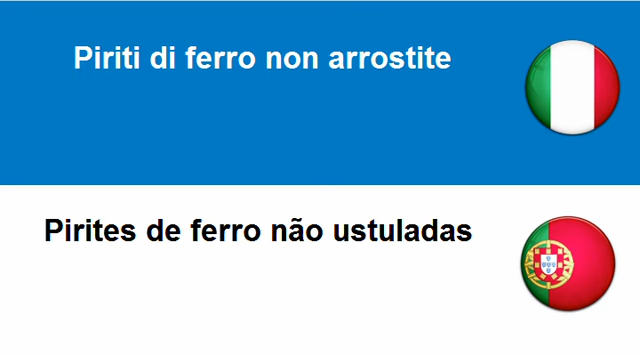 Piriti di ferro non arrostite
Pirites de ferro não ustuladas